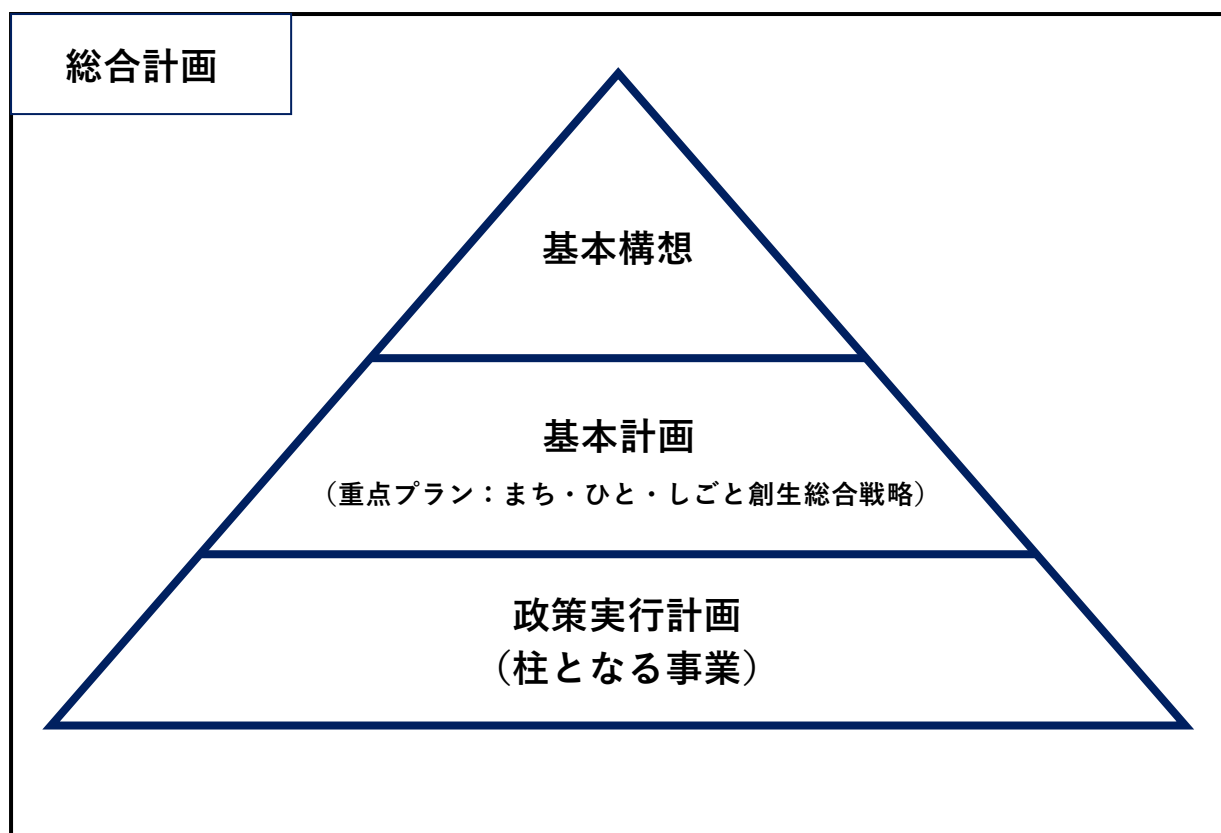 総合計画
基本構想
基本計画
（重点プラン：まち・ひと・しごと創生総合戦略）
政策実行計画
（柱となる事業）